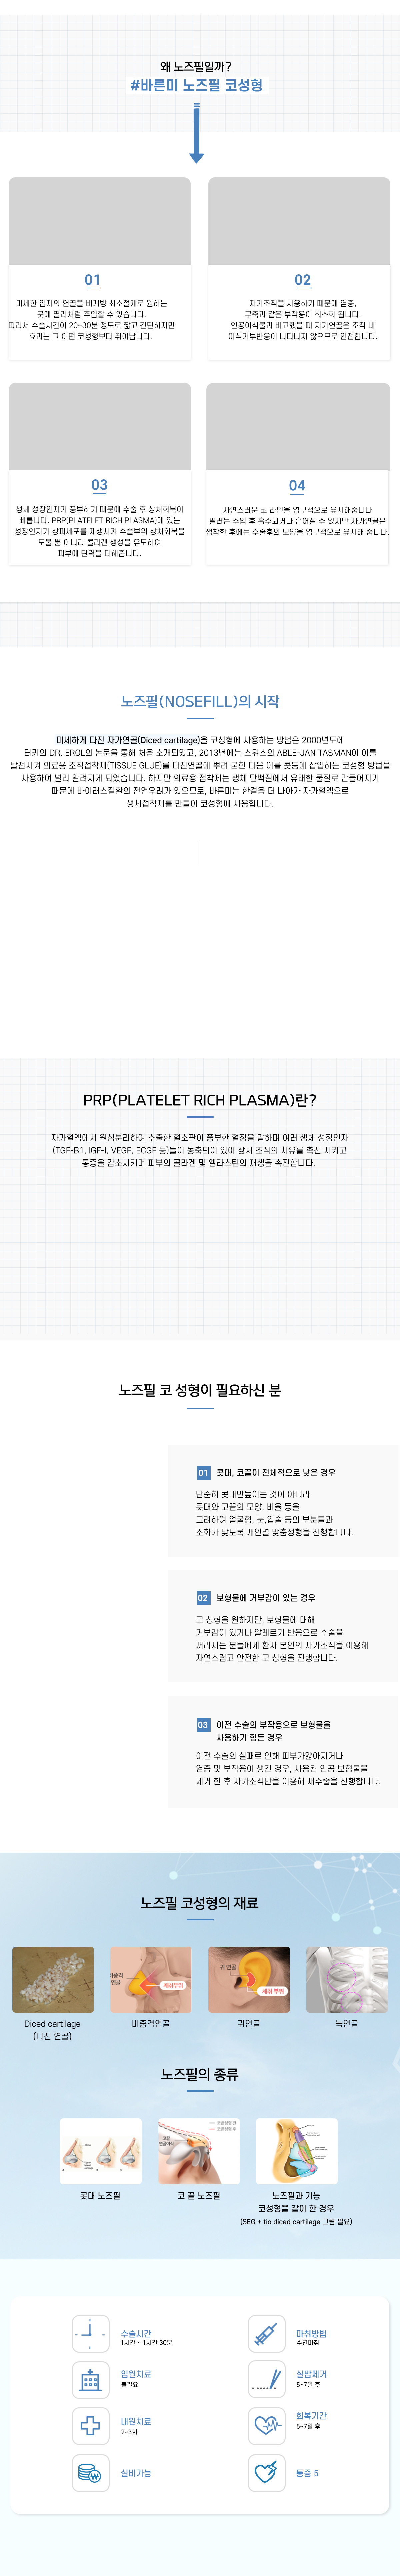 왜 노즈필일까?
#바른미 노즈필 코성형
01
미세한 입자의 연골을 비개방 최소절개로 원하는
곳에 필러처럼 주입할 수 있습니다.
따라서 수술시간이 20~30분 정도로 짧고 간단하지만
효과는 그 어떤 코성형보다 뛰어납니다.
02
자가조직을 사용하기 때문에 염증,
구축과 같은 부작용이 최소화 됩니다.
인공이식물과 비교했을 때 자가연골은 조직 내
이식거부반응이 나타나지 않으므로 안전합니다.
03
생체 성장인자가 풍부하기 때문에 수술 후 상처회복이
빠릅니다. PRP(PLATELET RICH PLASMA)에 있는
성장인자가 상피세포를 재생시켜 수술부위 상처회복을
도울 뿐 아니라 콜라겐 생성을 유도하여
피부에 탄력을 더해줍니다.
04
자연스러운 코 라인을 영구적으로 유지해줍니다
필러는 주입 후 흡수되거나 흩어질 수 있지만 자가연골은
생착한 후에는 수술후의 모양을 영구적으로 유지해 줍니다.
노즈필(NOSEFILL)의 시작
미세하게 다진 자가연골(Diced cartilage)을 코성형에 사용하는 방법은 2000년도에
터키의 DR. EROL의 논문을 통해 처음 소개되었고, 2013년에는 스위스의 ABLE-JAN TASMAN이 이를
발전시켜 의료용 조직접착제(TISSUE GLUE)를 다진연골에 뿌려 굳힌 다음 이를 콧등에 삽입하는 코성형 방법을
사용하여 널리 알려지게 되었습니다. 하지만 의료용 접착제는 생체 단백질에서 유래한 물질로 만들어지기
때문에 바이러스질환의 전염우려가 있으므로, 바른미는 한걸음 더 나아가 자가혈액으로
생체접착제를 만들어 코성형에 사용합니다.
PRP(PLATELET RICH PLASMA)란?
자가혈액에서 원심분리하여 추출한 혈소판이 풍부한 혈장을 말하며 여러 생체 성장인자
(TGF-B1, IGF-I, VEGF, ECGF 등)들이 농축되어 있어 상처 조직의 치유를 촉진 시키고
통증을 감소시키며 피부의 콜라겐 및 엘라스틴의 재생을 촉진합니다.
노즈필 코 성형이 필요하신 분
01 콧대, 코끝이 전체적으로 낮은 경우
단순히 콧대만높이는 것이 아니라
콧대와 코끝의 모양, 비율 등을
고려하여 얼굴형, 눈,입술 등의 부분들과
조화가 맞도록 개인별 맞춤성형을 진행합니다.
02 보형물에 거부감이 있는 경우
코 성형을 원하지만, 보형물에 대해
거부감이 있거나 알레르기 반응으로 수술을
꺼리시는 분들에게 환자 본인의 자가조직을 이용해
자연스럽고 안전한 코 성형을 진행합니다.
03 이전 수술의 부작용으로 보형물을
사용하기 힘든 경우
이전 수술의 실패로 인해 피부가얇아지거나
염증 및 부작용이 생긴 경우, 사용된 인공 보형물을
제거 한 후 자가조직만을 이용해 재수술을 진행합니다.
노즈필 코성형의 재료
비중격
연골
채취부위
귀 연골
채취 부위
Diced cartilage
(다진 연골)
비중격연골
귀연골
늑연골
노즈필의 종류
콧대 노즈필
코 끝 노즈필
노즈필과 기능
코성형을 같이 한 경우
(SEG + tio diced cartilage 그림 필요)
수술시간
1시간 ~ 1시간 30분
마취방법
수면마취
입원치료
불필요
실밥제거
5~7일 후
내원치료
2~3회
회복기간
5~7일 후
실비가능
통증 5